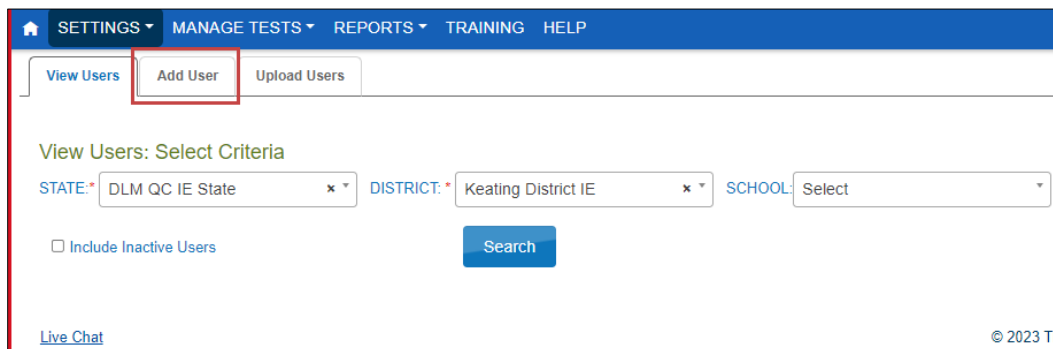 SETTINGS MANAGE TESTS REPORTS TRAINING HELP
View Users Add User Upload Users
View Users: Select Criteria
STATE:* DLM QC IE State × DISTRICT: * Keating District IE × SCHOOL: Select
Include Inactive Users Search
Live Chat © 2023 T